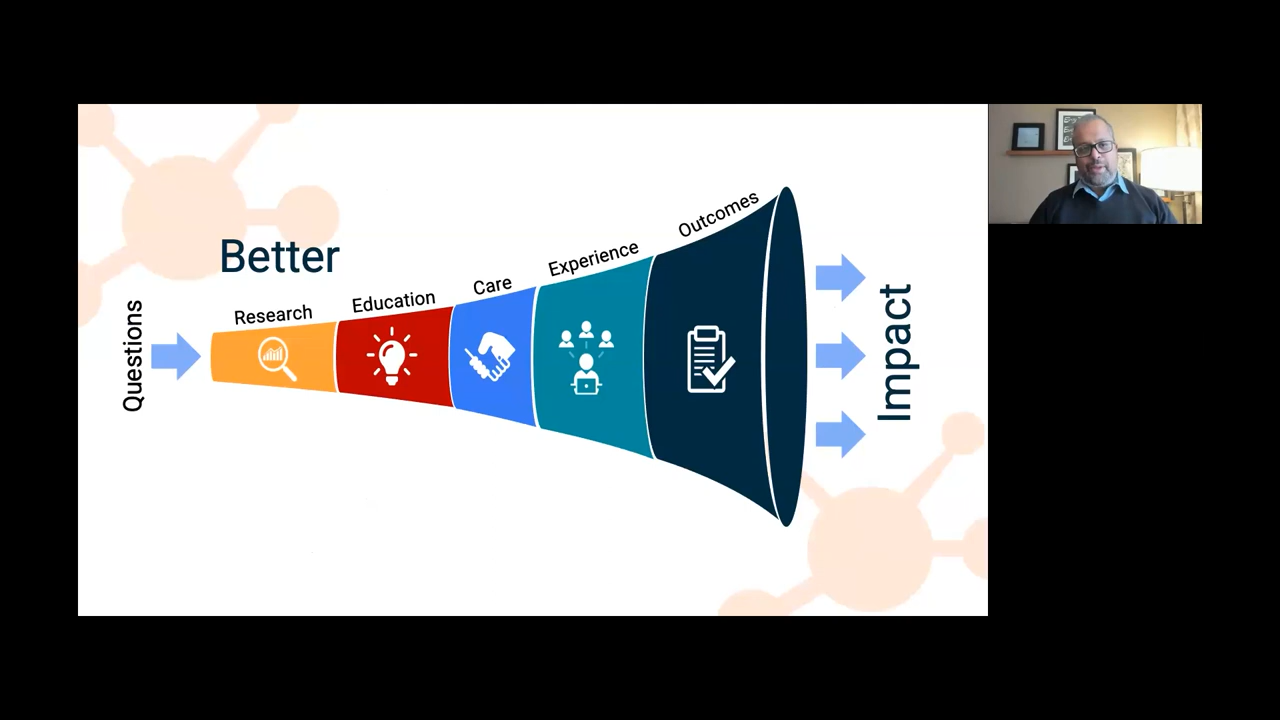 Better
Questions
Research
Education
Care
Experience
Outcomes
Impact